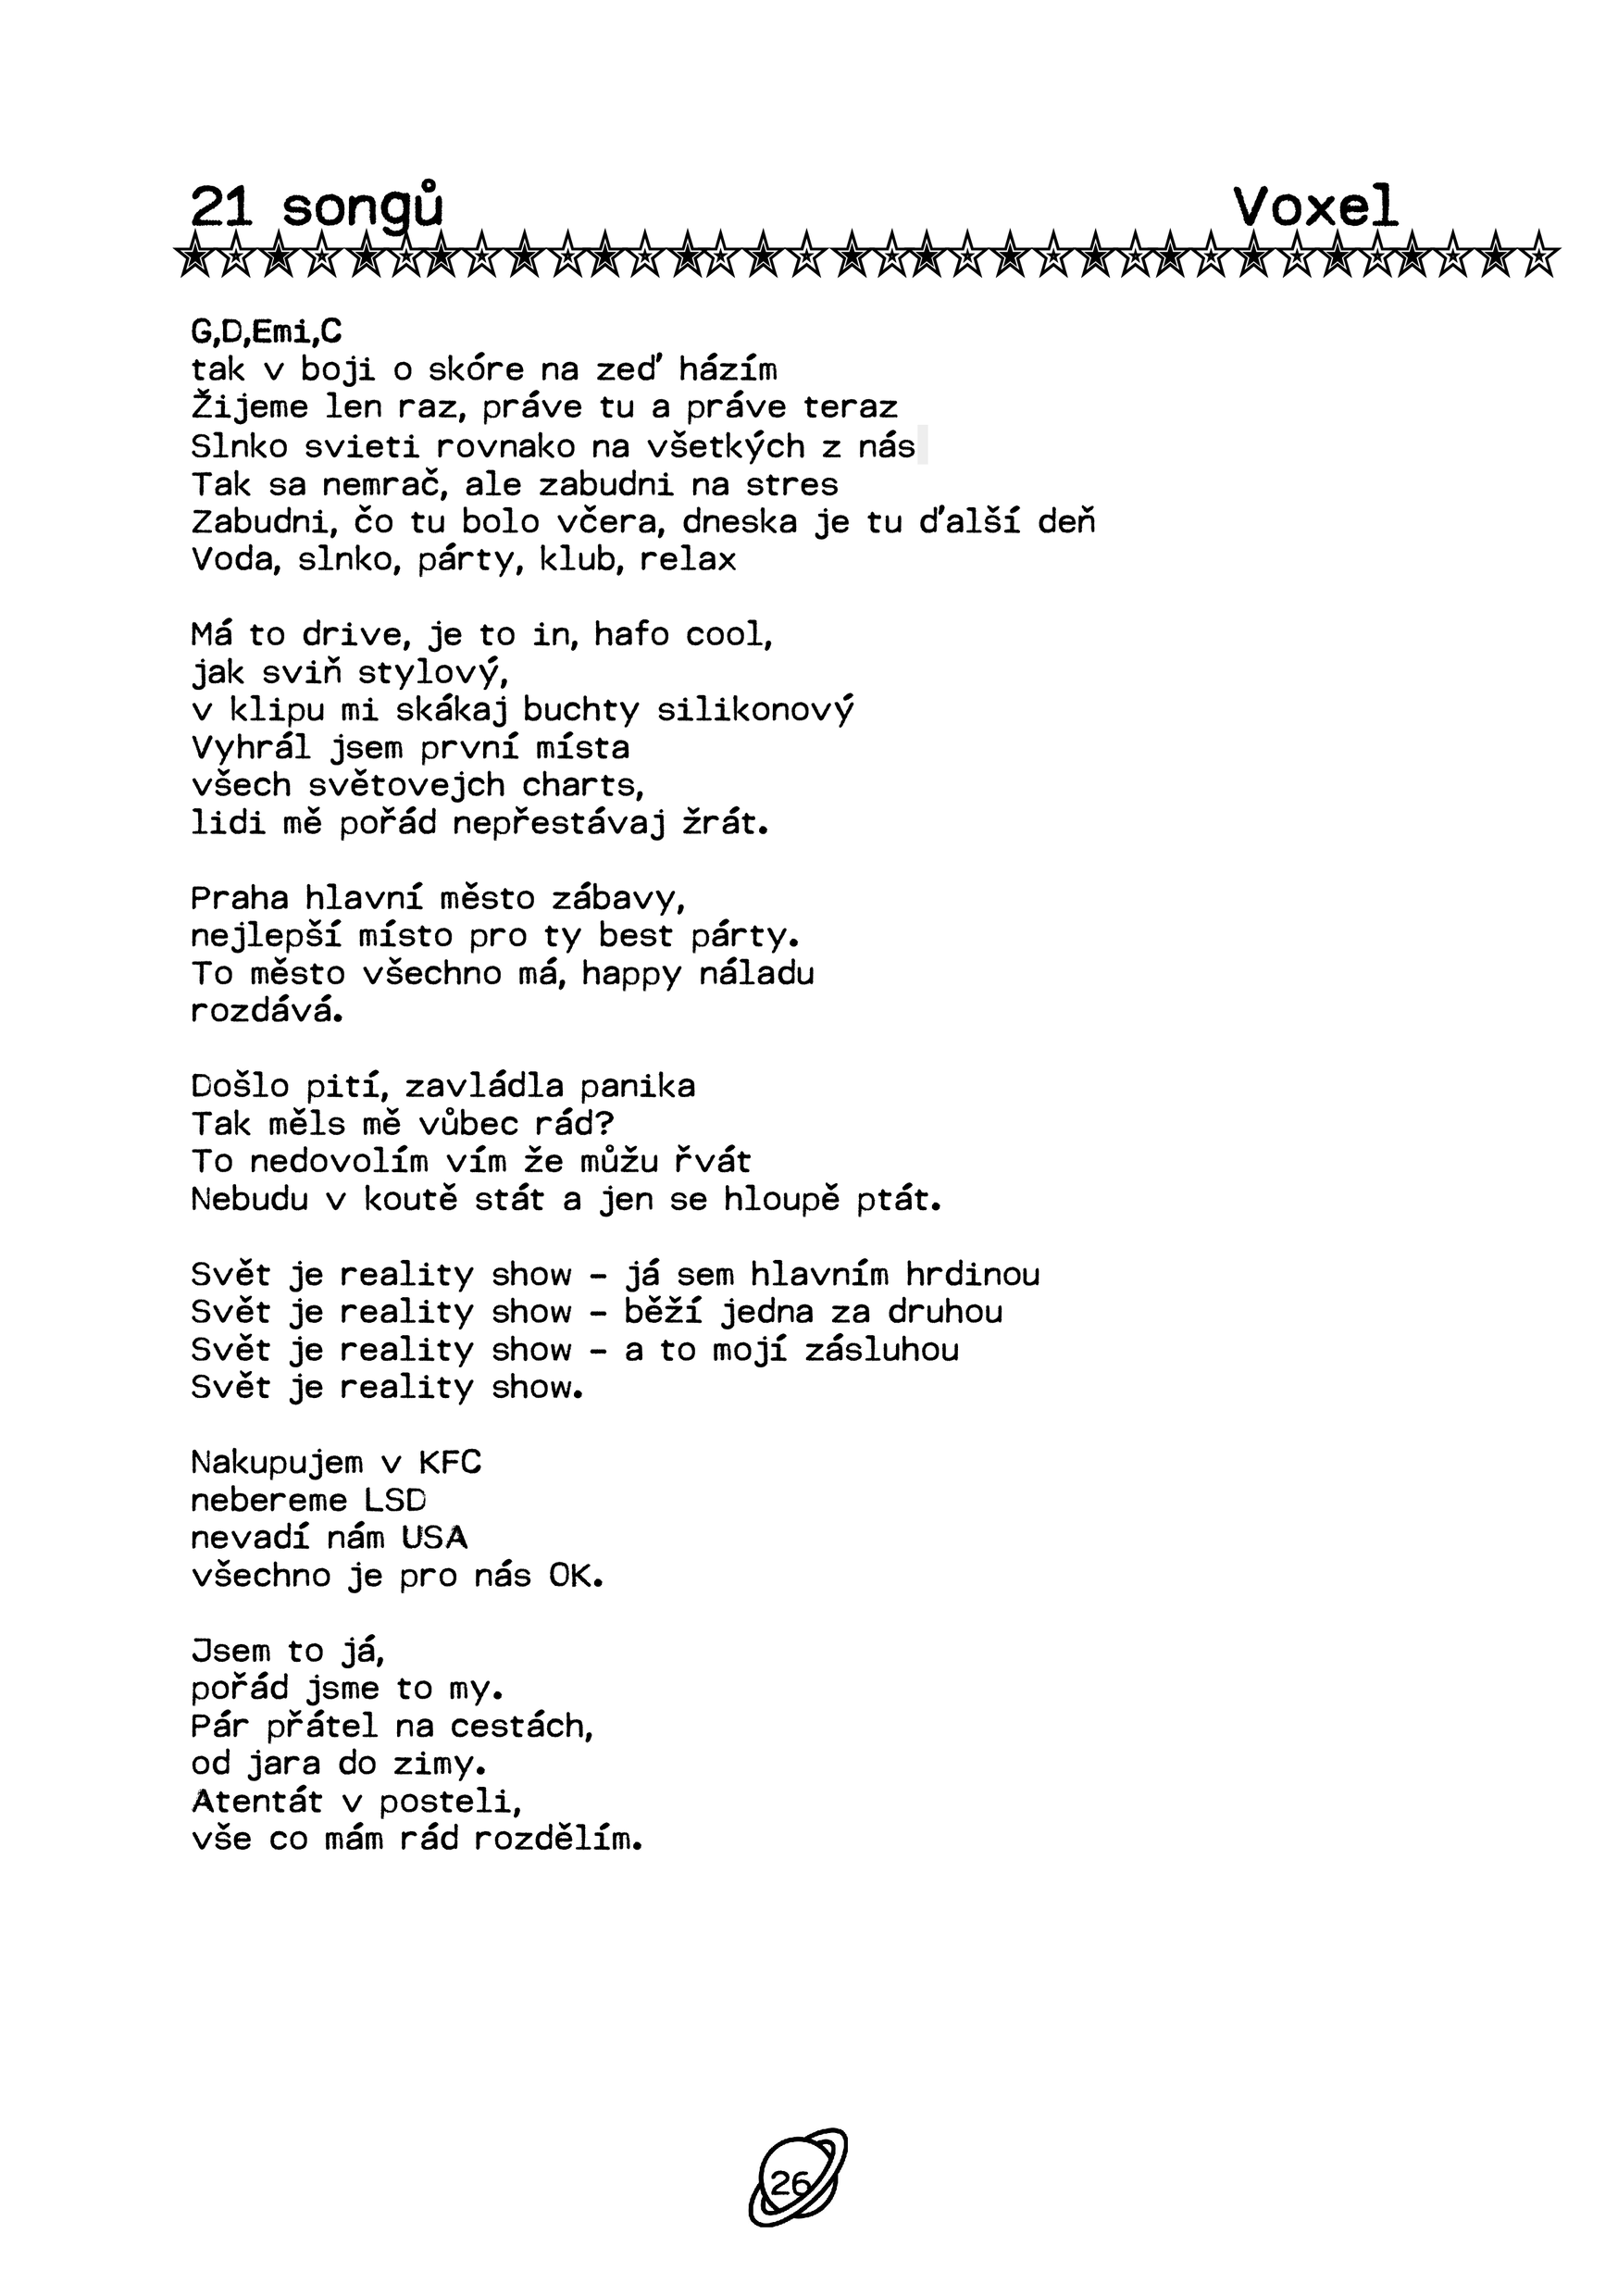 21 songů
Voxel
G,D,Emi,C
tak v boji o skóre na zeď házím
Žijeme len raz, práve tu a práve teraz
Slnko svieti rovnako na všetkých z nás
Tak sa nemrač, ale zabudni na stres
Zabudni, čo tu bolo včera, dneska je tu ďalší deň
Voda, slnko, párty, klub, relax
Má to drive, je to in, hafo cool,
jak sviň stylový,
v klipu mi skákaj buchty silikonový
Vyhrál jsem první místa
všech světovejch charts,
lidi mě pořád nepřestávaj žrát.
Praha hlavní město zábavy,
nejlepší místo pro ty best párty.
To město všechno má, happy náladu
rozdává.
Došlo pití, zavládla panika
Tak měls mě vůbec rád?
To nedovolím vím že můžu řvát
Nebudu v koutě stát a jen se hloupě ptát.
Svět je reality show – já sem hlavním hrdinou
Svět je reality show – běží jedna za druhou
Svět je reality show – a to mojí zásluhou
Svět je reality show.
Nakupujem v KFC
nebereme LSD
nevadí nám USA
všechno je pro nás OK.
Jsem to já,
pořád jsme to my.
Pár přátel na cestách,
od jara do zimy.
Atentát v posteli,
vše co mám rád rozdělím.
26